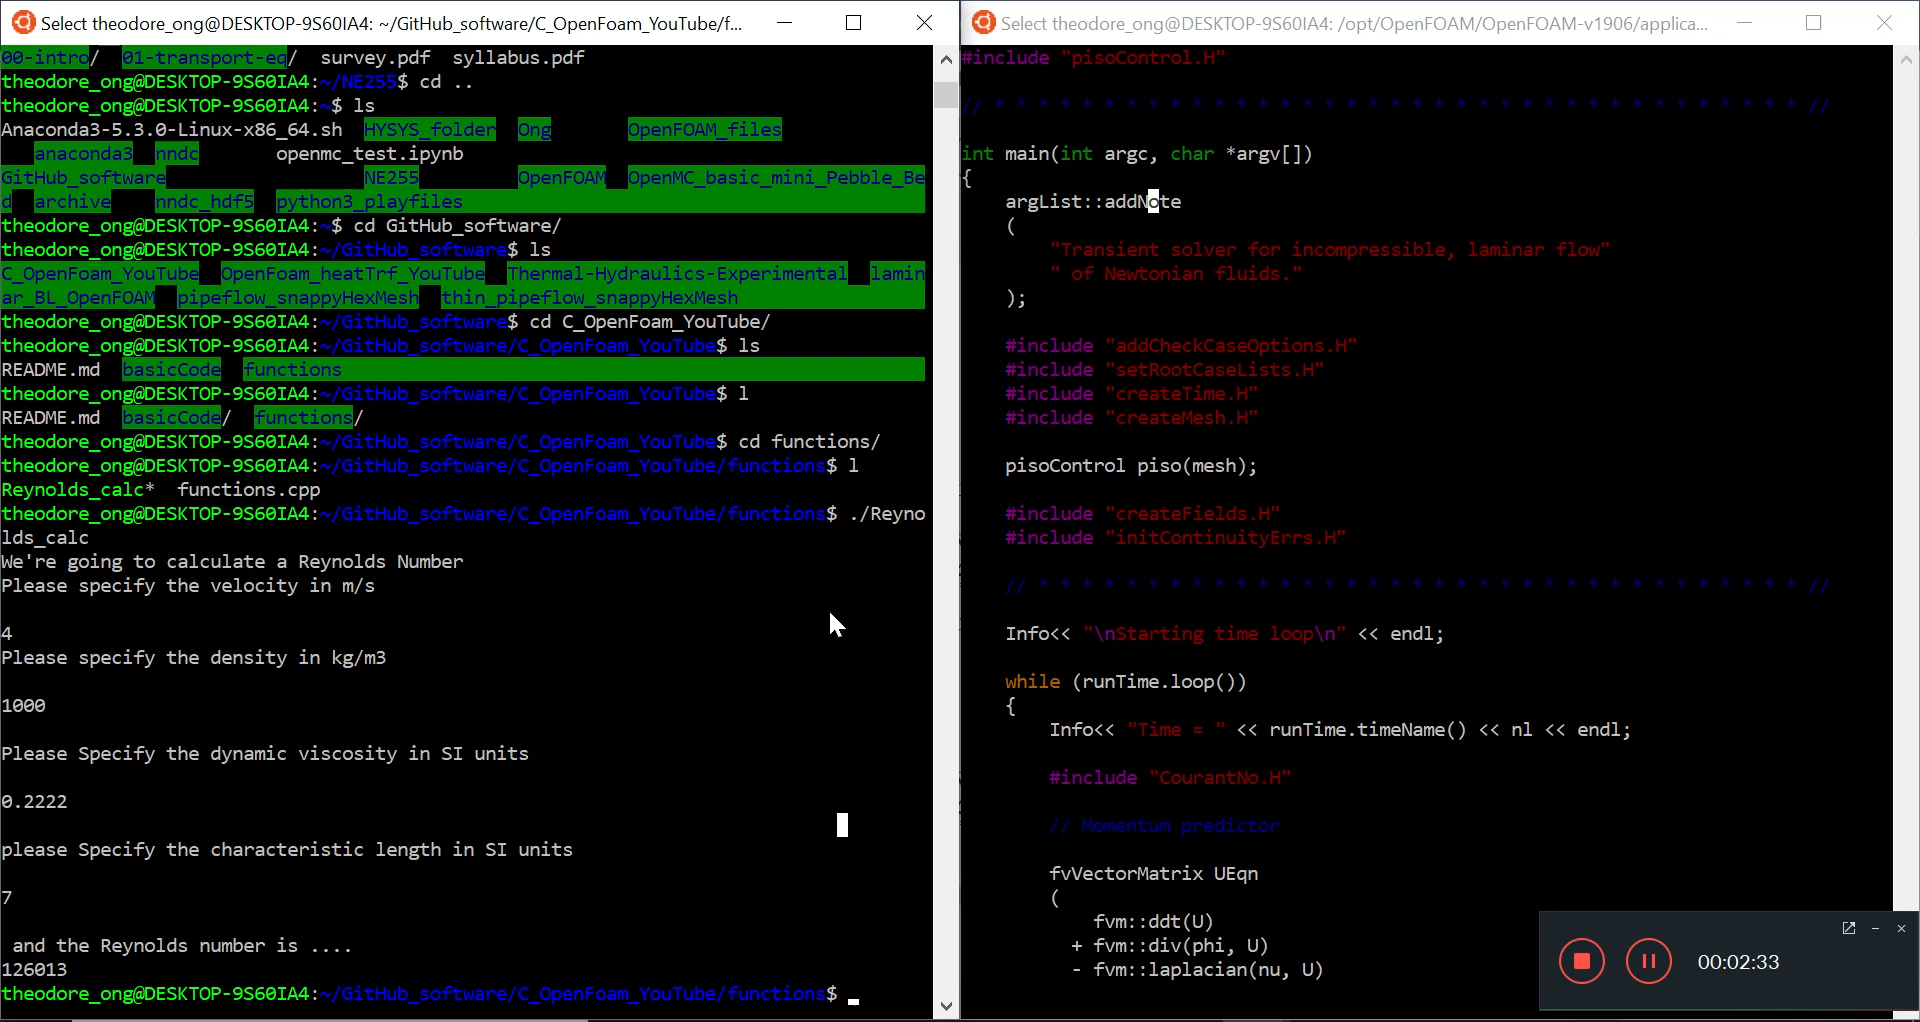 Select theodore_ong@DESKTOP-9S60IA4: ~/GitHub_software/C_OpenFoam_YouTube/f...
00-intro/  01-transport-eq/  survey.pdf  syllabus.pdf
theodore_ong@DESKTOP-9S60IA4:~/NE255$ cd ..
theodore_ong@DESKTOP-9S60IA4:~$ ls
Anaconda3-5.3.0-Linux-x86_64.sh  HYSYS_folder  Ong       OpenFOAM_files
   anaconda3  nndc       openmc_test.ipynb
GitHub_software                  NE255         OpenFOAM  OpenMC_basic_mini_Pebble_Be
d  archive    nndc_hdf5  python3_playfiles
theodore_ong@DESKTOP-9S60IA4:~$ cd GitHub_software/
theodore_ong@DESKTOP-9S60IA4:~/GitHub_software$ ls
C_OpenFoam_YouTube  OpenFoam_heatTrf_YouTube  Thermal-Hydraulics-Experimental  lamin
ar_BL_OpenFOAM  pipeflow_snappyHexMesh  thin_pipeflow_snappyHexMesh
theodore_ong@DESKTOP-9S60IA4:~/GitHub_software$ cd C_OpenFoam_YouTube/
theodore_ong@DESKTOP-9S60IA4:~/GitHub_software/C_OpenFoam_YouTube$ ls
README.md  basicCode  functions
theodore_ong@DESKTOP-9S60IA4:~/GitHub_software/C_OpenFoam_YouTube$ l
README.md  basicCode/  functions/
theodore_ong@DESKTOP-9S60IA4:~/GitHub_software/C_OpenFoam_YouTube$ cd functions/
theodore_ong@DESKTOP-9S60IA4:~/GitHub_software/C_OpenFoam_YouTube/functions$ l
Reynolds_calc*  functions.cpp
theodore_ong@DESKTOP-9S60IA4:~/GitHub_software/C_OpenFoam_YouTube/functions$ ./Reyno
lds_calc
We're going to calculate a Reynolds Number
Please specify the velocity in m/s
4
Please specify the density in kg/m3
1000
Please Specify the dynamic viscosity in SI units
0.2222
please Specify the characteristic length in SI units
7
 and the Reynolds number is ....
126013
theodore_ong@DESKTOP-9S60IA4:~/GitHub_software/C_OpenFoam_YouTube/functions$
Select theodore_ong@DESKTOP-9S60IA4: /opt/OpenFOAM/OpenFOAM-v1906/applica...
#include "pisoControl.H"
// * * * * * * * * * * * * * * * * * * * * * * * * * * * * * * * * * * * * * //
int main(int argc, char *argv[])
{
    argList::addNote
    (
        "Transient solver for incompressible, laminar flow"
        " of Newtonian fluids."
    );
    #include "addCheckCaseOptions.H"
    #include "setRootCaseLists.H"
    #include "createTime.H"
    #include "createMesh.H"
    pisoControl piso(mesh);
    #include "createFields.H"
    #include "initContinuityErrs.H"
    // * * * * * * * * * * * * * * * * * * * * * * * * * * * * * * * * * * * //
    Info<< "\nStarting time loop\n" << endl;
    while (runTime.loop())
    {
        Info<< "Time = " << runTime.timeName() << nl << endl;
        #include "CourantNo.H"
        // Momentum predictor
        fvVectorMatrix UEqn
        (
            fvm::ddt(U)
          + fvm::div(phi, U)
          - fvm::laplacian(nu, U)
00:02:33